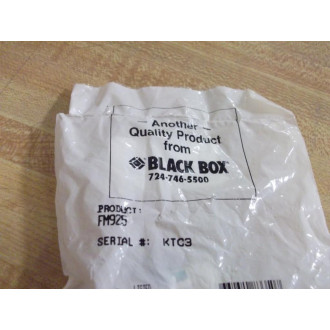 Another
Quality Product
from
BLACK BOX
724-746-5500
PRODUCT:
FM925
SERIAL #: KTC3